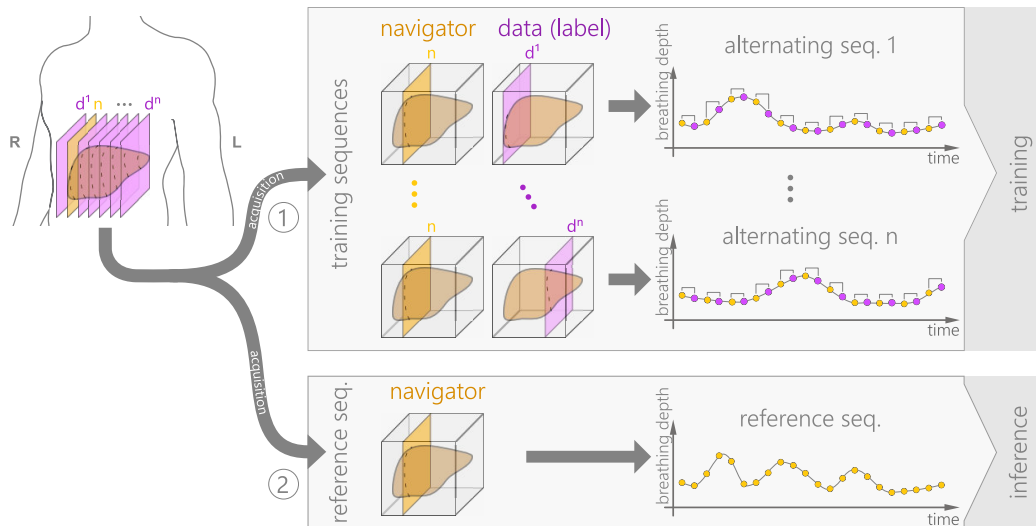 R
L
d¹ n ... dⁿ
acquisition
1
acquisition
2
training sequences
navigator
data (label)
n
d¹
n
dⁿ
alternating seq. 1
breathing depth
time
alternating seq. n
breathing depth
time
training
reference seq.
navigator
reference seq.
breathing depth
time
inference